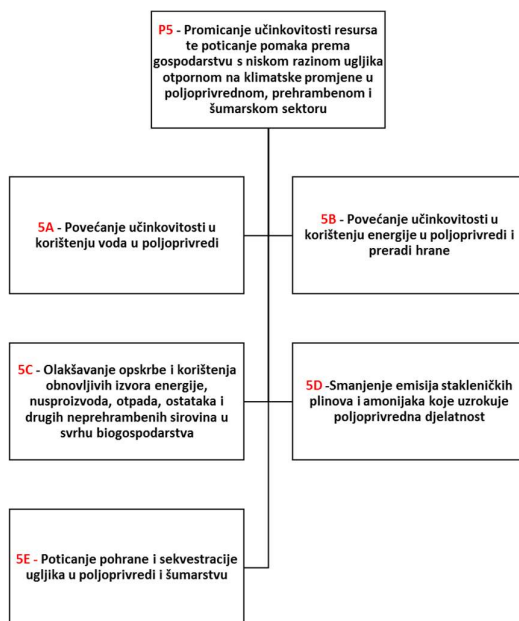 P5 - Promicanje učinkovitosti resursa
te poticanje pomaka prema
gospodarstvu s niskom razinom ugljika
otpornom na klimatske promjene u
poljoprivrednom, prehrambenom i
šumarskom sektoru
5A - Povećanje učinkovitosti u
korištenju voda u poljoprivredi
5B - Povećanje učinkovitosti u
korištenju energije u poljoprivredi i
preradi hrane
5C - Olakšavanje opskrbe i korištenja
obnovljivih izvora energije,
nusproizvoda, otpada, ostataka i
drugih neprehrambenih sirovina u
svrhu biogospodarstva
5D -Smanjenje emisija stakleničkih
plinova i amonijaka koje uzrokuje
poljoprivredna djelatnost
5E - Poticanje pohrane i sekvestracije
ugljika u poljoprivredi i šumarstvu